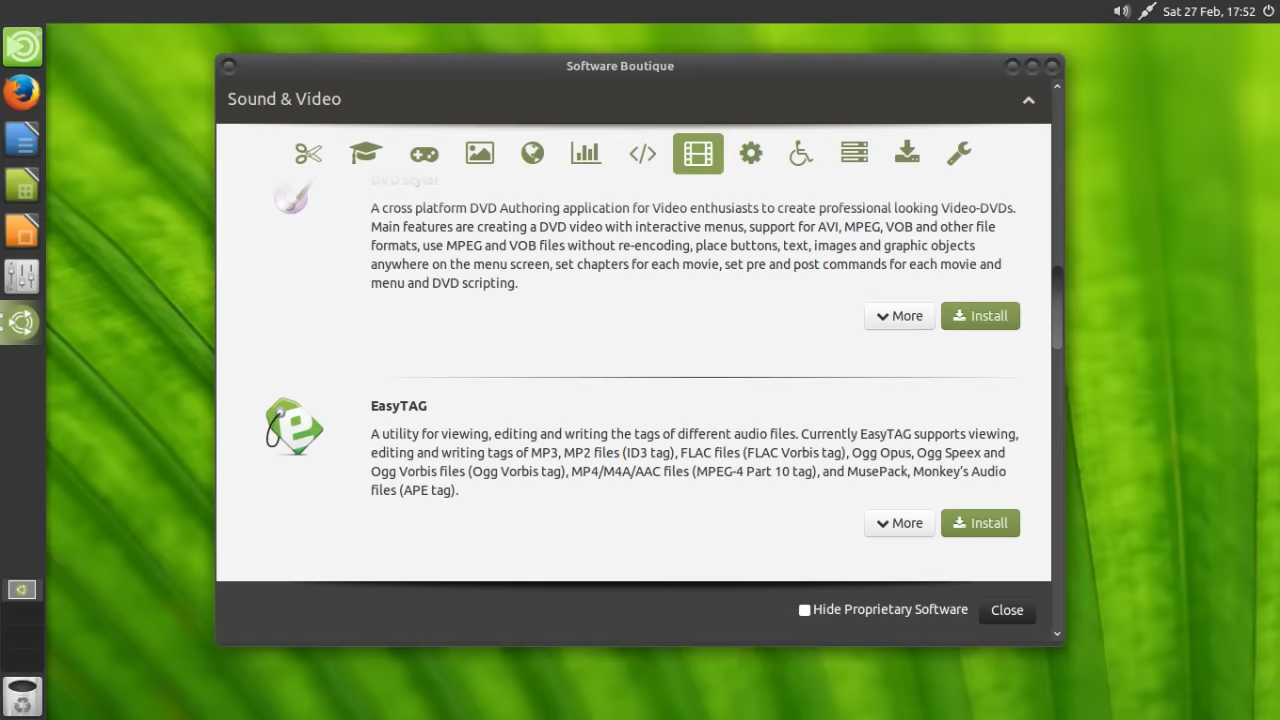 Sat 27 Feb, 17:52
Software Boutique
Sound & Video
DVD Styler
A cross platform DVD Authoring application for Video enthusiasts to create professional looking Video-DVDs.
Main features are creating a DVD video with interactive menus, support for AVI, MPEG, VOB and other file
formats, use MPEG and VOB files without re-encoding, place buttons, text, images and graphic objects
anywhere on the menu screen, set chapters for each movie, set pre and post commands for each movie and
menu and DVD scripting.
More Install
EasyTAG
A utility for viewing, editing and writing the tags of different audio files. Currently EasyTAG supports viewing,
editing and writing tags of MP3, MP2 files (ID3 tag), FLAC files (FLAC Vorbis tag), Ogg Opus, Ogg Speex and
Ogg Vorbis files (Ogg Vorbis tag), MP4/M4A/AAC files (MPEG-4 Part 10 tag), and MusePack, Monkey's Audio
files (APE tag).
More Install
Hide Proprietary Software Close